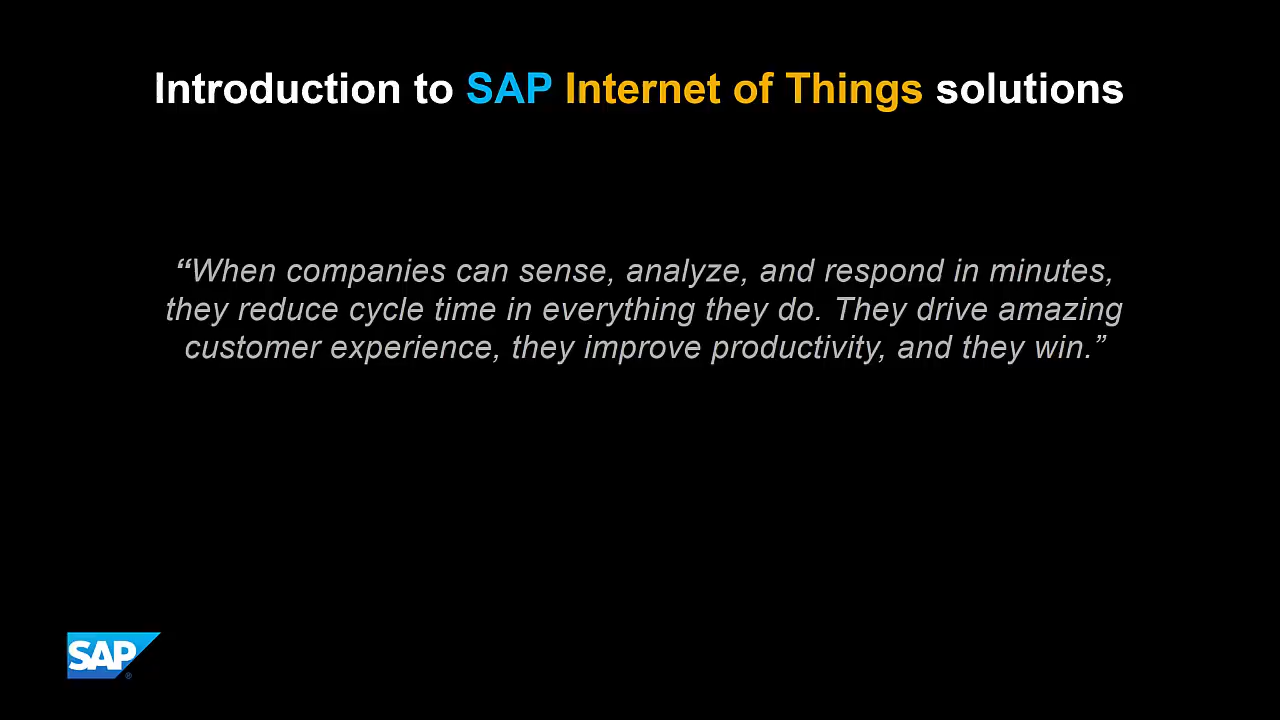 Introduction to SAP Internet of Things solutions
“When companies can sense, analyze, and respond in minutes,
they reduce cycle time in everything they do. They drive amazing
customer experience, they improve productivity, and they win.”
SAP®